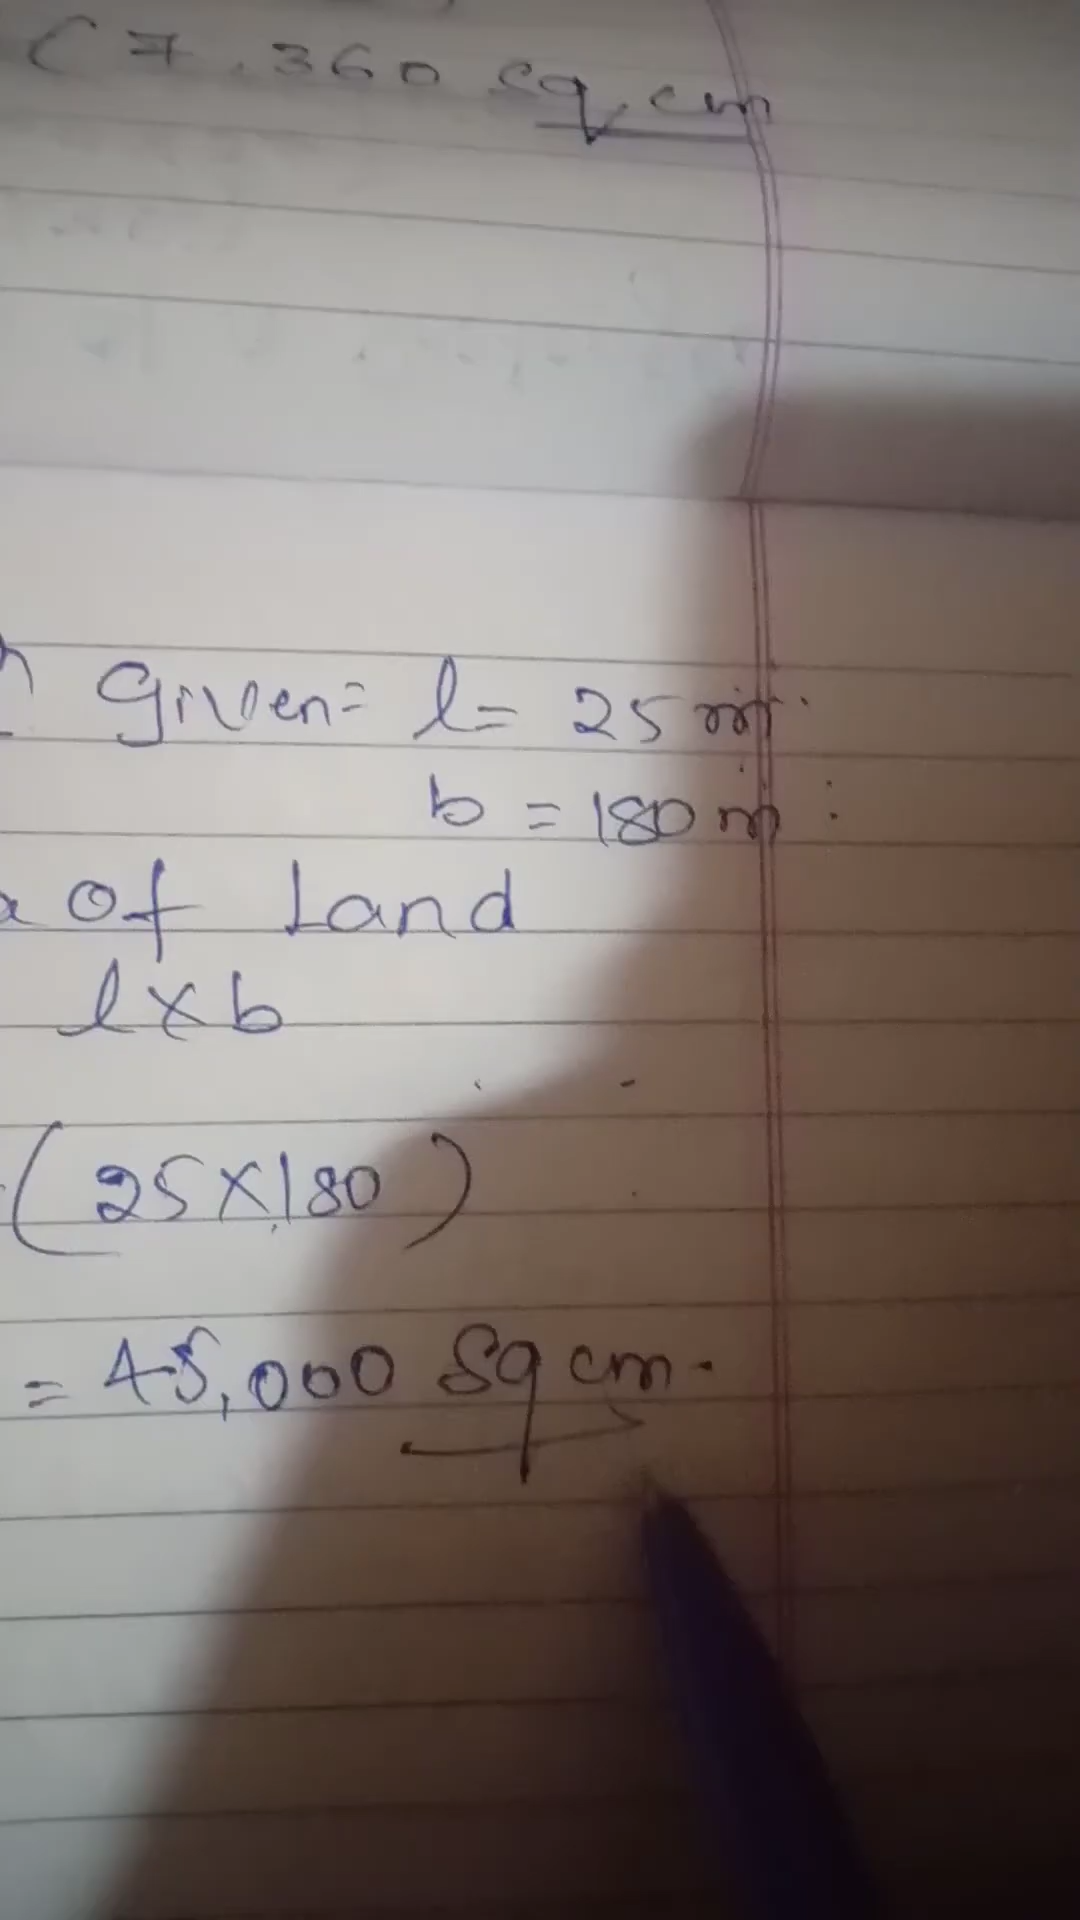 7,360 sq cm
Given = l = 25 m
b = 180 m
of Land
l×b
(25×180)
= 45,000 Sq cm.